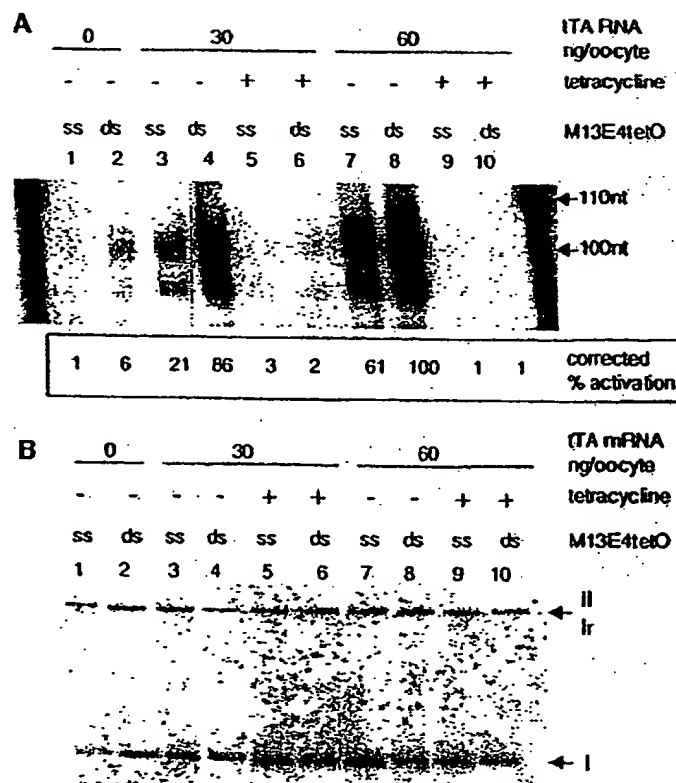 A
0 30 60 tTA RNA
ng/oocyte
- - - - + + - - + + tetracycline
ss ds ss ds ss ds ss ds ss ds M13E4tetO
1 2 3 4 5 6 7 8 9 10
110nt
100nt
1 6 21 86 3 2 61 100 1 1 corrected
% activation
B
0 30 60 tTA mRNA
ng/oocyte
- - - - + + - - + + tetracycline
ss ds ss ds ss ds ss ds ss ds M13E4tetO
1 2 3 4 5 6 7 8 9 10
II
Ir
I